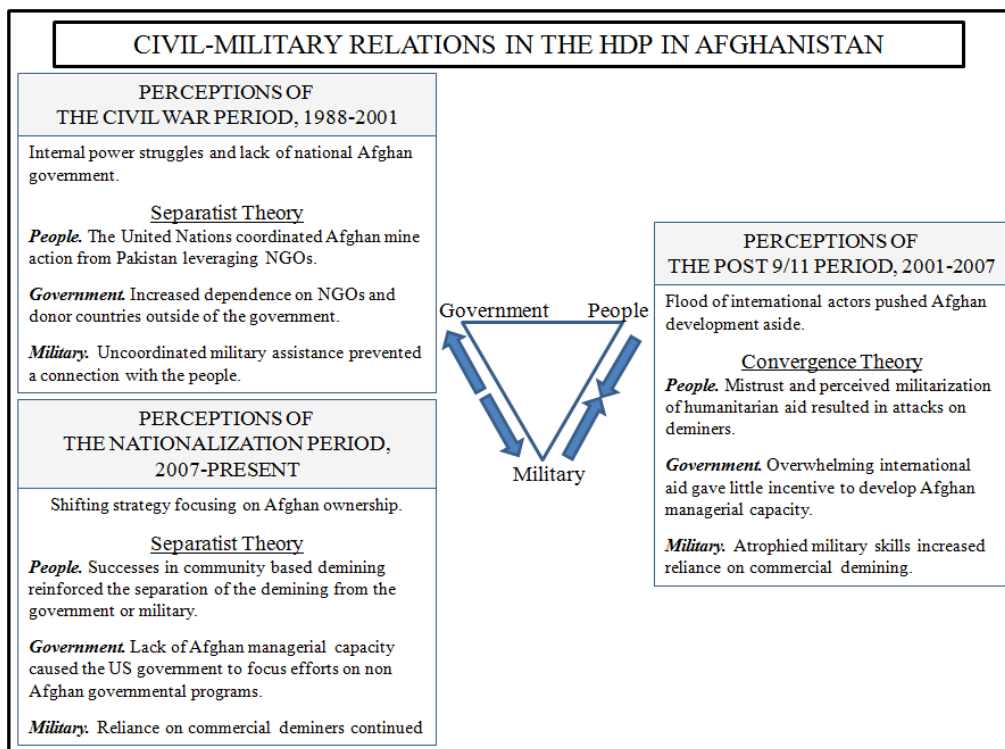 CIVIL-MILITARY RELATIONS IN THE HDP IN AFGHANISTAN
PERCEPTIONS OF
THE CIVIL WAR PERIOD, 1988-2001
Internal power struggles and lack of national Afghan
government.
Separatist Theory
People. The United Nations coordinated Afghan mine
action from Pakistan leveraging NGOs.
Government. Increased dependence on NGOs and
donor countries outside of the government.
Military. Uncoordinated military assistance prevented
a connection with the people.
PERCEPTIONS OF
THE NATIONALIZATION PERIOD,
2007-PRESENT
Shifting strategy focusing on Afghan ownership.
Separatist Theory
People. Successes in community based demining
reinforced the separation of the demining from the
government or military.
Government. Lack of Afghan managerial capacity
caused the US government to focus efforts on non
Afghan governmental programs.
Military. Reliance on commercial deminers continued
Government People
Military
PERCEPTIONS OF
THE POST 9/11 PERIOD, 2001-2007
Flood of international actors pushed Afghan
development aside.
Convergence Theory
People. Mistrust and perceived militarization
of humanitarian aid resulted in attacks on
deminers.
Government. Overwhelming international
aid gave little incentive to develop Afghan
managerial capacity.
Military. Atrophied military skills increased
reliance on commercial demining.